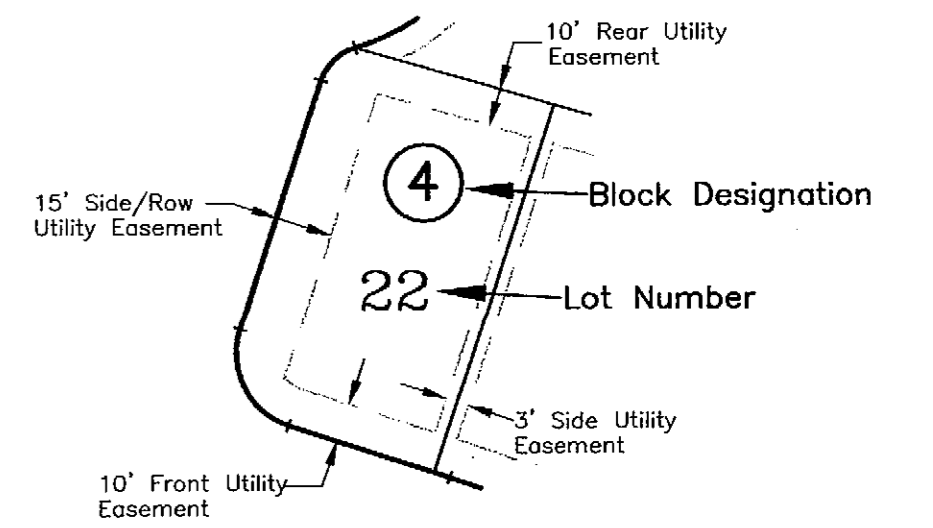 10' Rear Utility
Easement
4
Block Designation
15' Side/Row
Utility Easement
22
Lot Number
3' Side Utility
Easement
10' Front Utility
Easement